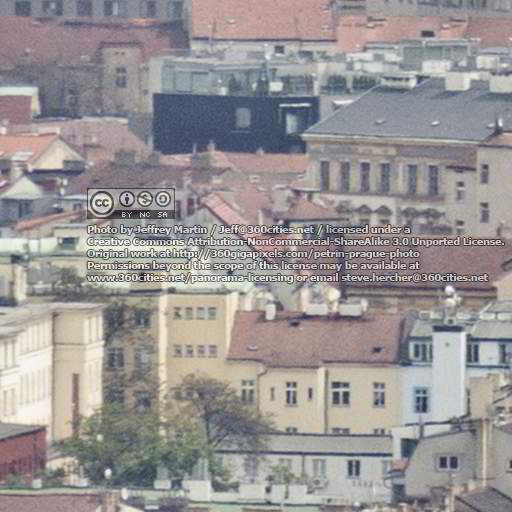 cc
BY NC SA
Photo by Jeffrey Martin / Jeff@360cities.net / licensed under a
Creative Commons Attribution-NonCommercial-ShareAlike 3.0 Unported License.
Original work at http://360gigapixels.com/petrin-prague-photo
Permissions beyond the scope of this license may be available at
www.360cities.net/panorama-licensing or email steve.hercher@360cities.net